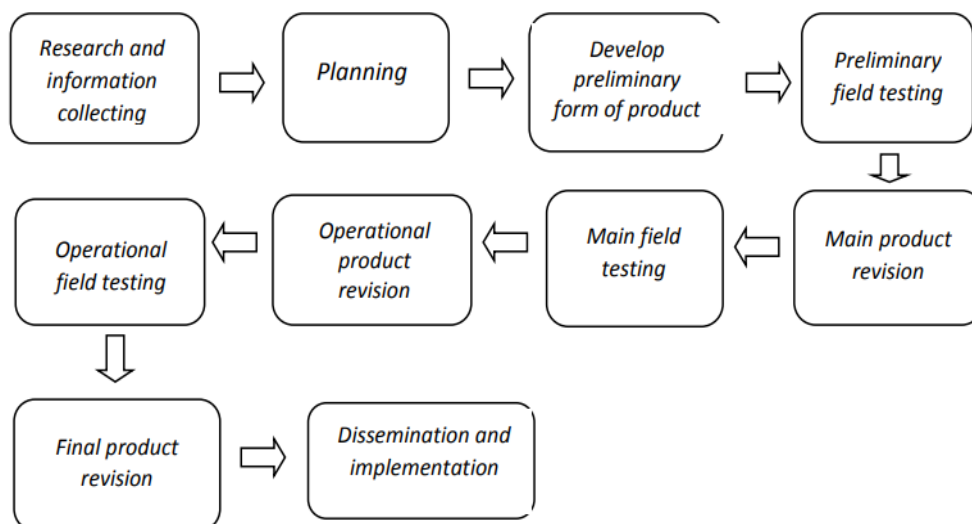 Research and
information
collecting
Planning
Develop
preliminary
form of product
Preliminary
field testing
Main product
revision
Main field
testing
Operational
product
revision
Operational
field testing
Final product
revision
Dissemination and
implementation